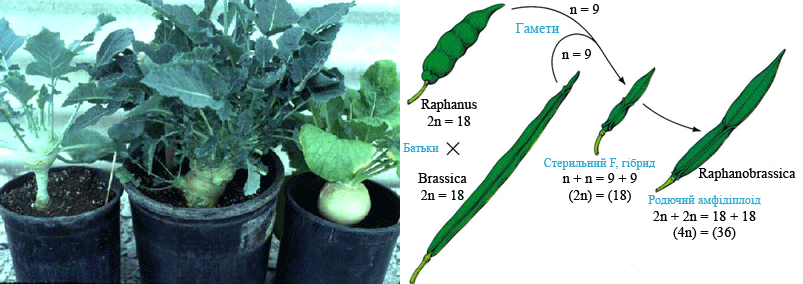 n = 9
Гамети
n = 9
Raphanus
2n = 18
Батьки ×
Brassica
2n = 18
Стерильний F, гібрид
n + n = 9 + 9
(2n) = (18)
Raphanobrassica
Родючий амфідіплоїд
2n + 2n = 18 + 18
(4n) = (36)